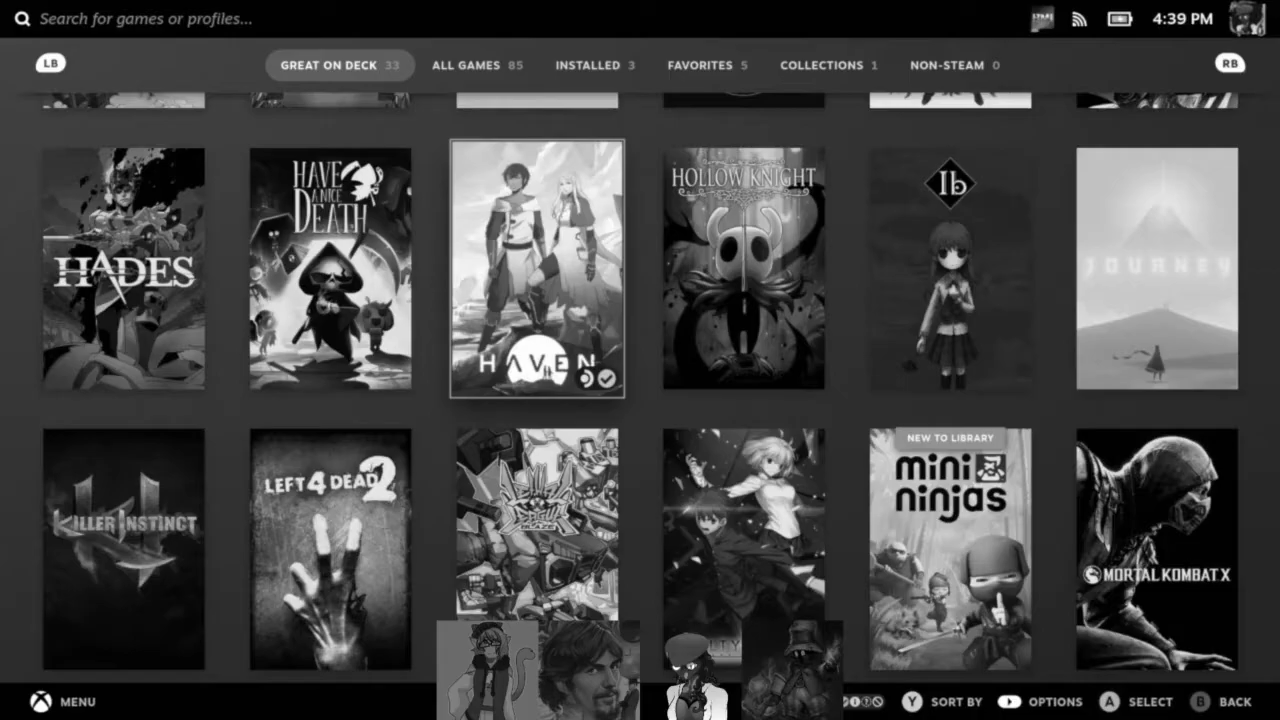 Search for games or profiles...
4:39 PM
LB
GREAT ON DECK 33
ALL GAMES 85
INSTALLED 3
FAVORITES 5
COLLECTIONS 1
NON-STEAM 0
RB
HADES
HAVE
A NICE
DEATH
HAVEN
HOLLOW KNIGHT
Ib
JOURNEY
KILLER INSTINCT
LEFT 4 DEAD 2
NEW TO LIBRARY
mini 忍
ninjas
MORTAL KOMBAT X
MENU
Y SORT BY
OPTIONS
A SELECT
B BACK